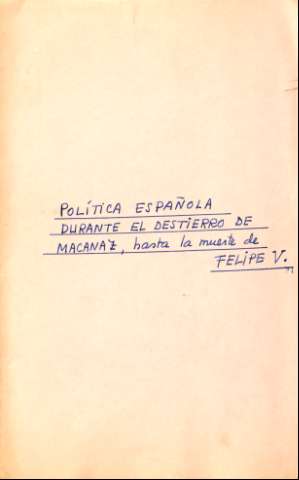 POLÍTICA ESPAÑOLA
DURANTE EL DESTIERRO DE
MACANAZ, hasta la muerte de
FELIPE V.